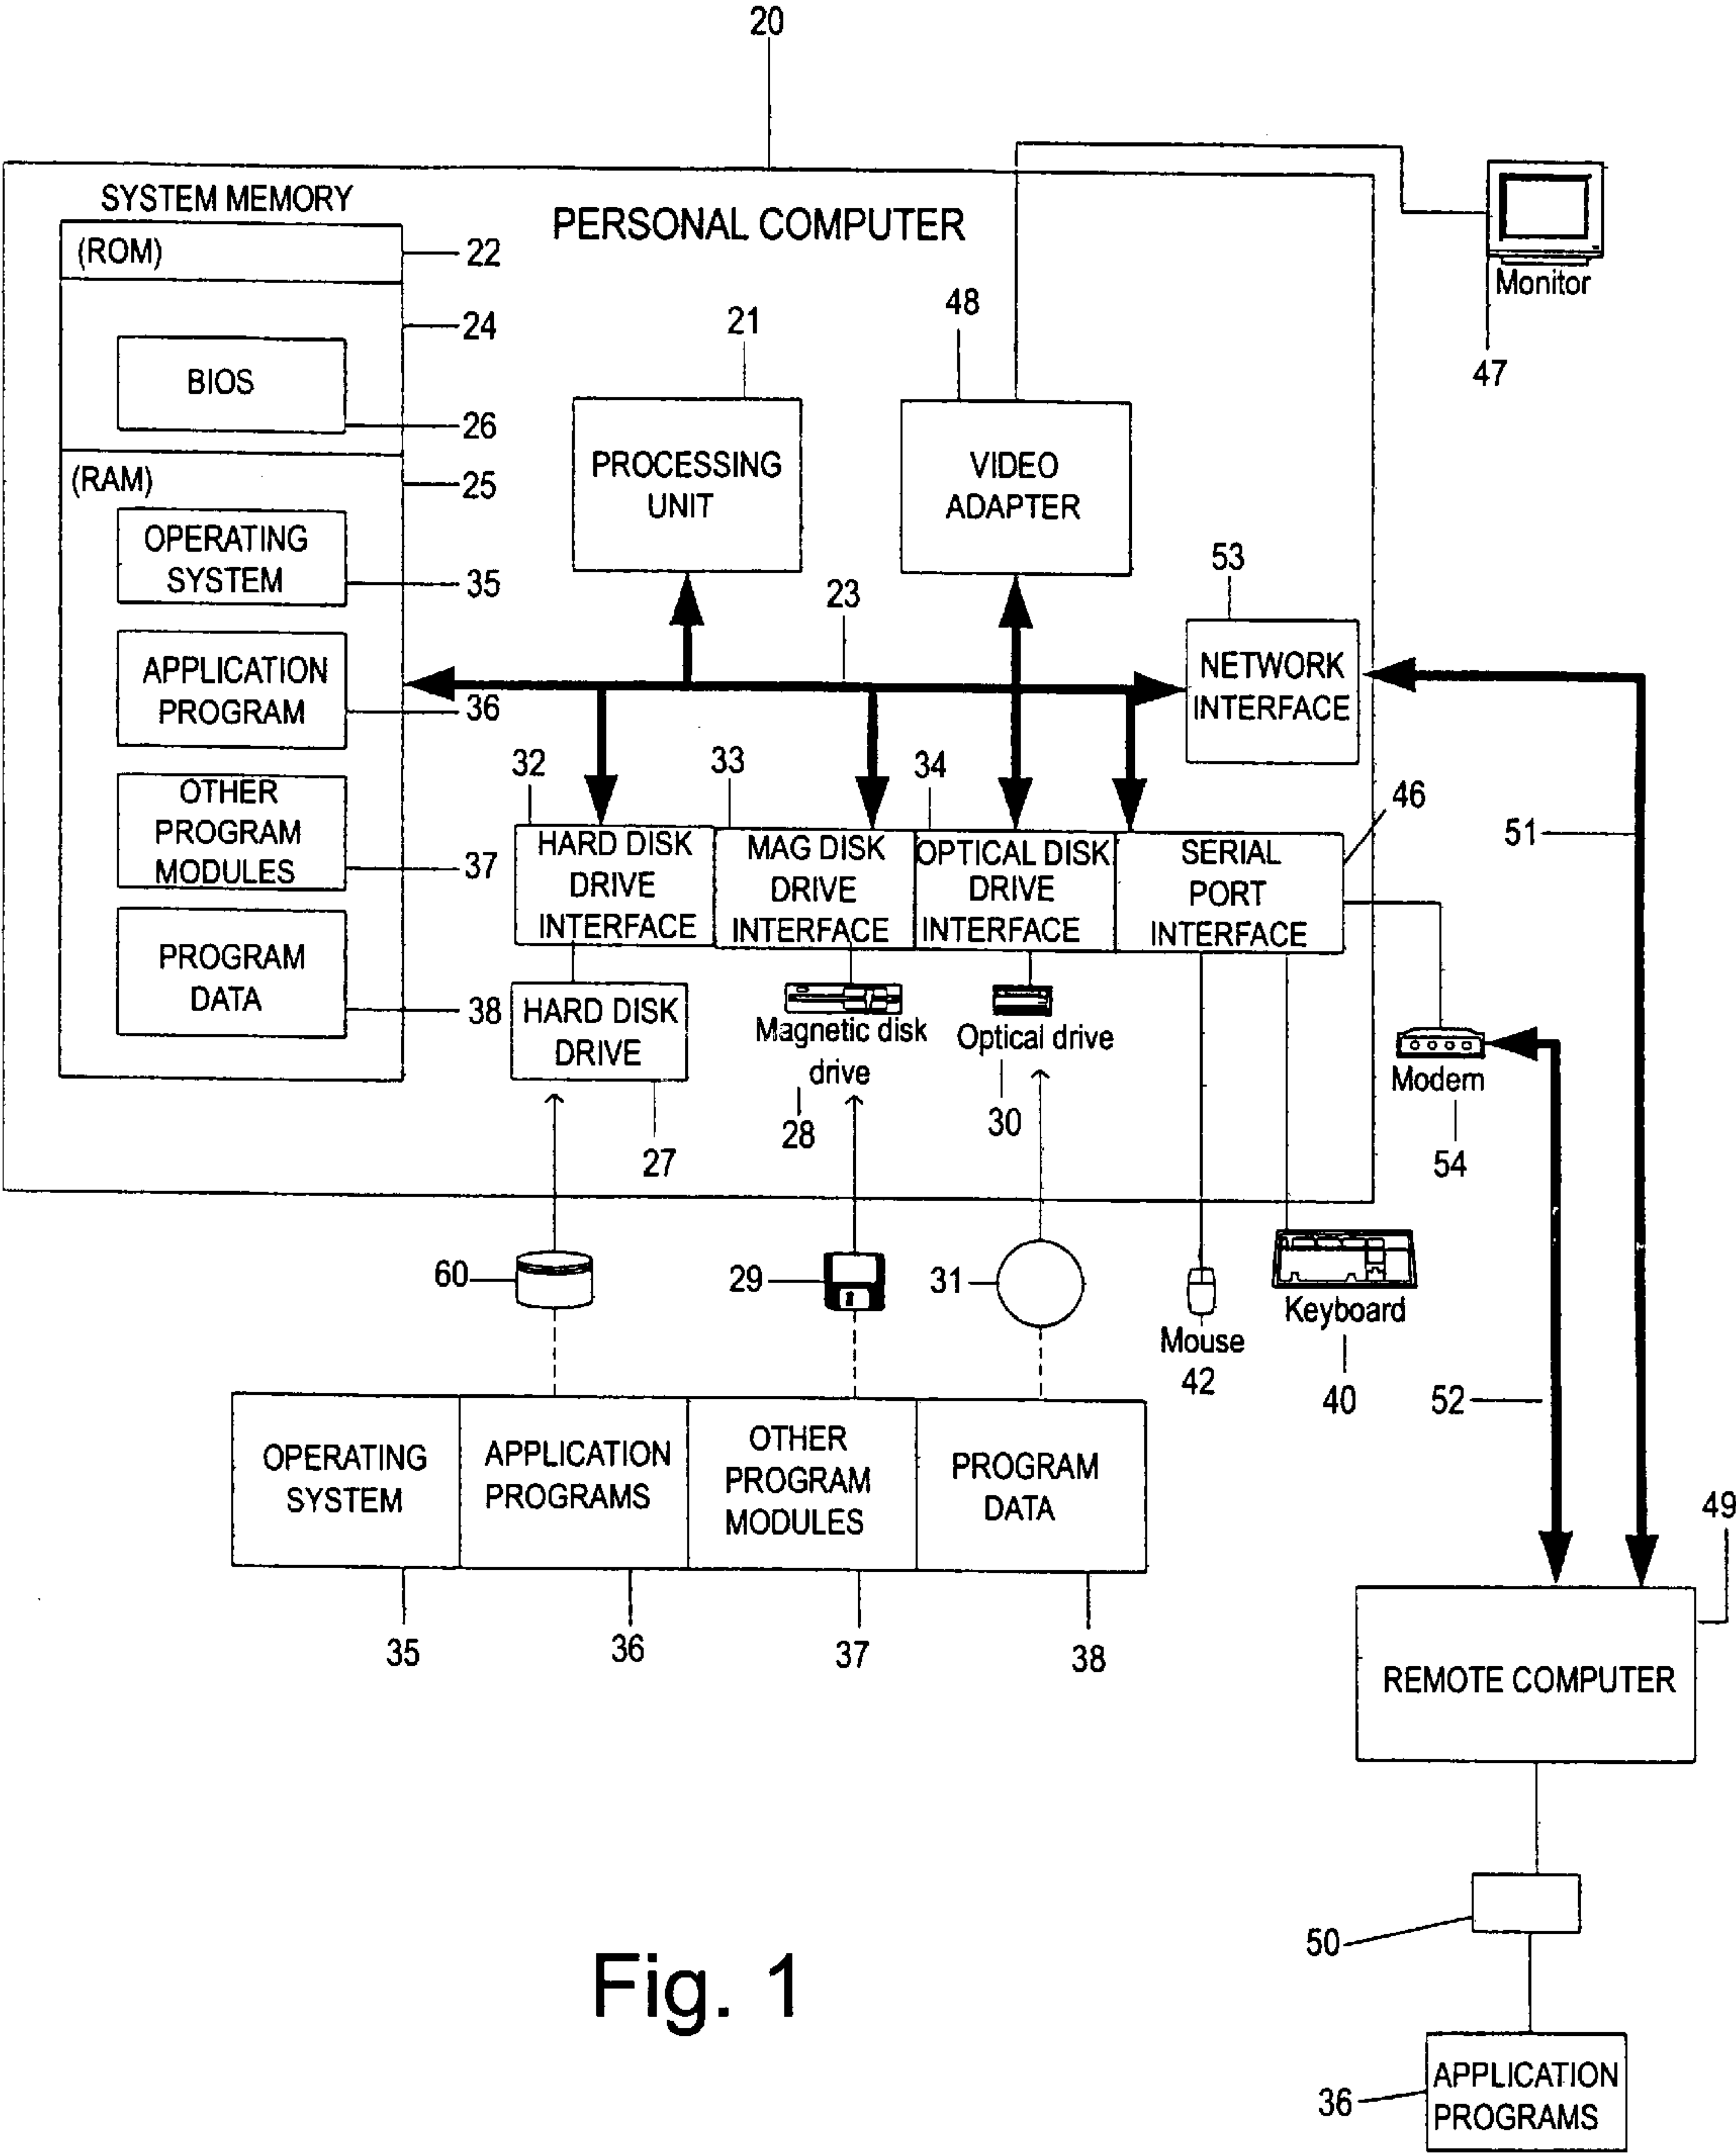 20
SYSTEM MEMORY
PERSONAL COMPUTER
(ROM)
22
Monitor
47
24
BIOS
26
21
48
PROCESSING
UNIT
VIDEO
ADAPTER
(RAM)
25
OPERATING
SYSTEM
35
23
53
NETWORK
INTERFACE
APPLICATION
PROGRAM
36
32
33
34
46
51
OTHER
PROGRAM
MODULES
37
HARD DISK
DRIVE
INTERFACE
MAG DISK
DRIVE
INTERFACE
OPTICAL DISK
DRIVE
INTERFACE
SERIAL
PORT
INTERFACE
PROGRAM
DATA
38
HARD DISK
DRIVE
27
Magnetic disk
drive
28
Optical drive
30
Modem
54
60
29
31
Mouse
42
Keyboard
40
52
OPERATING
SYSTEM
APPLICATION
PROGRAMS
OTHER
PROGRAM
MODULES
PROGRAM
DATA
35
36
37
38
49
REMOTE COMPUTER
50
Fig. 1
36
APPLICATION
PROGRAMS